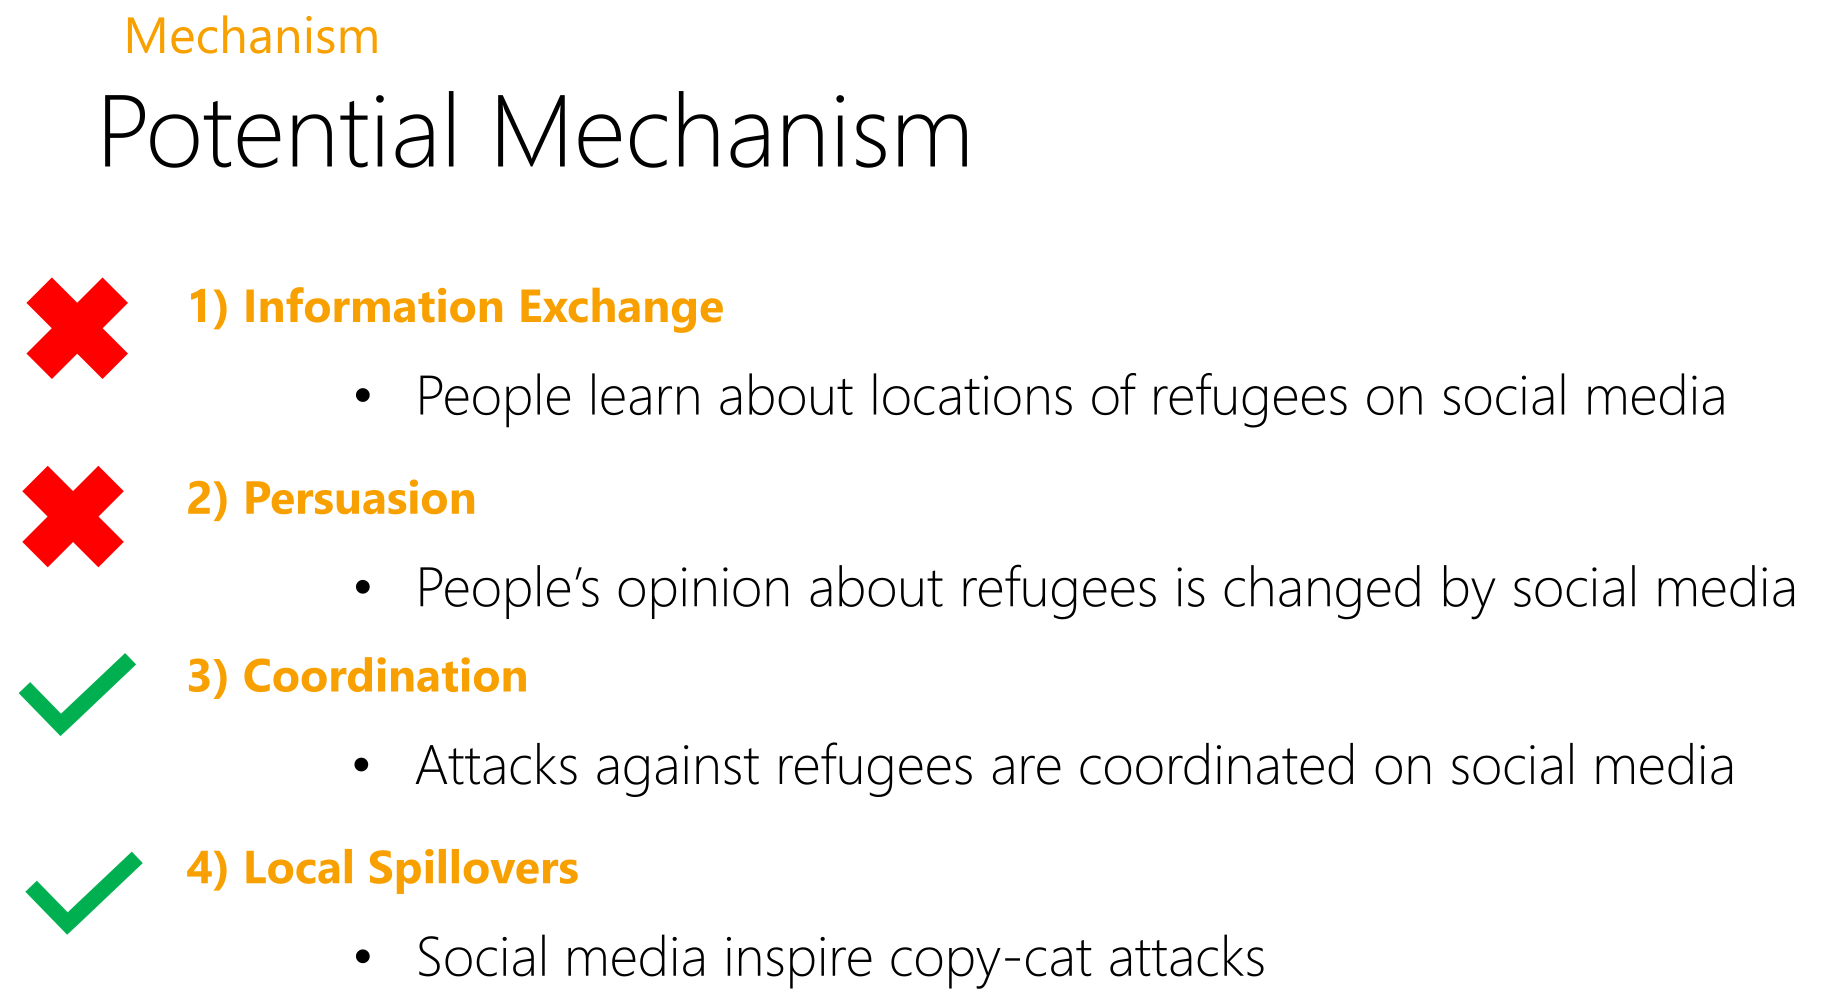 Mechanism
Potential Mechanism
1) Information Exchange
• People learn about locations of refugees on social media
2) Persuasion
• People’s opinion about refugees is changed by social media
3) Coordination
• Attacks against refugees are coordinated on social media
4) Local Spillovers
• Social media inspire copy-cat attacks